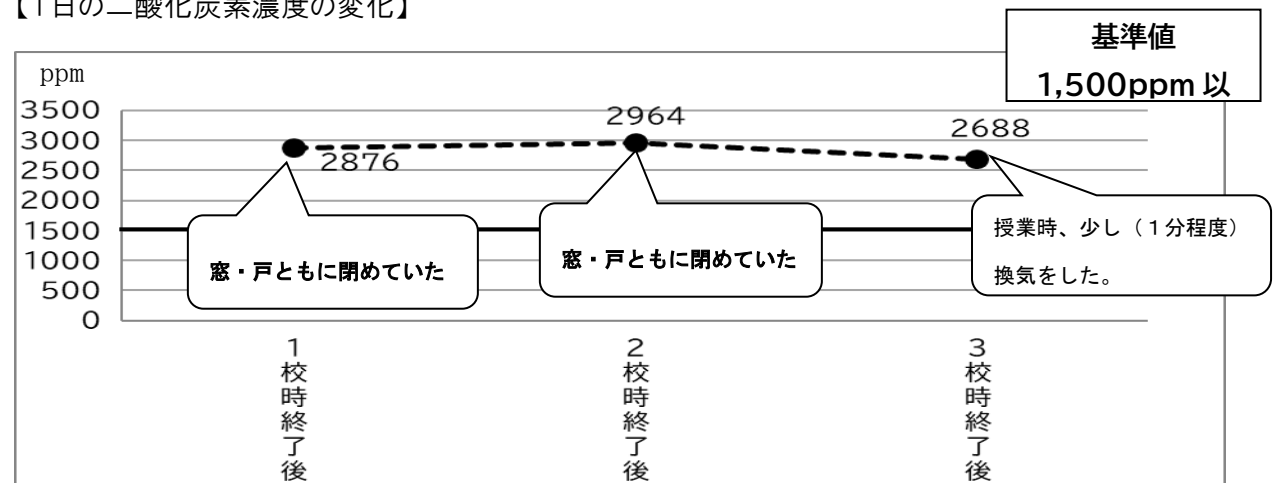 【1日の二酸化炭素濃度の変化】
基準値
1,500ppm 以
ppm
3500
3000
2500
2000
1500
1000
500
0
2876
2964
2688
窓・戸ともに閉めていた
窓・戸ともに閉めていた
授業時、少し（１分程度）
換気をした。
1校時終了後
2校時終了後
3校時終了後